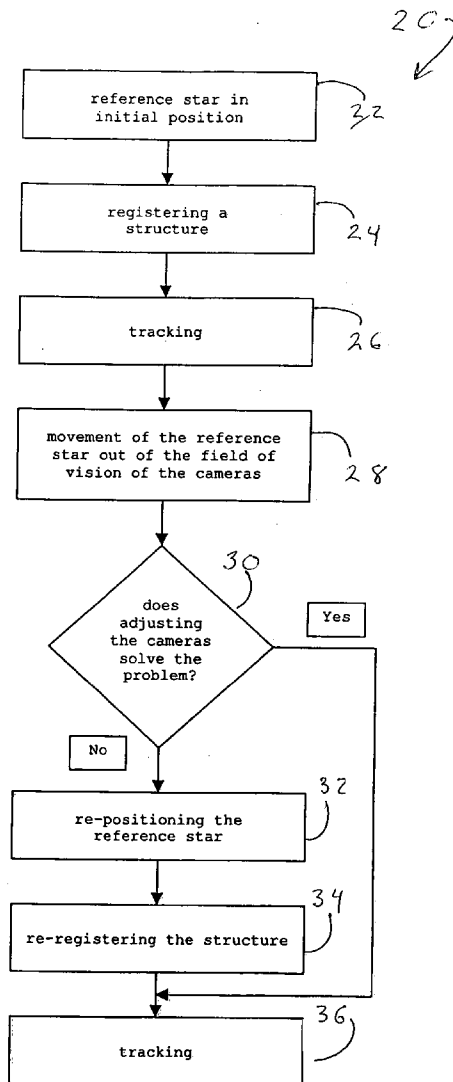 20
reference star in
initial position
22
registering a
structure
24
tracking
26
movement of the reference
star out of the field of
vision of the cameras
28
30
does
adjusting
the cameras
solve the
problem?
Yes
No
32
re-positioning the
reference star
34
re-registering the structure
36
tracking